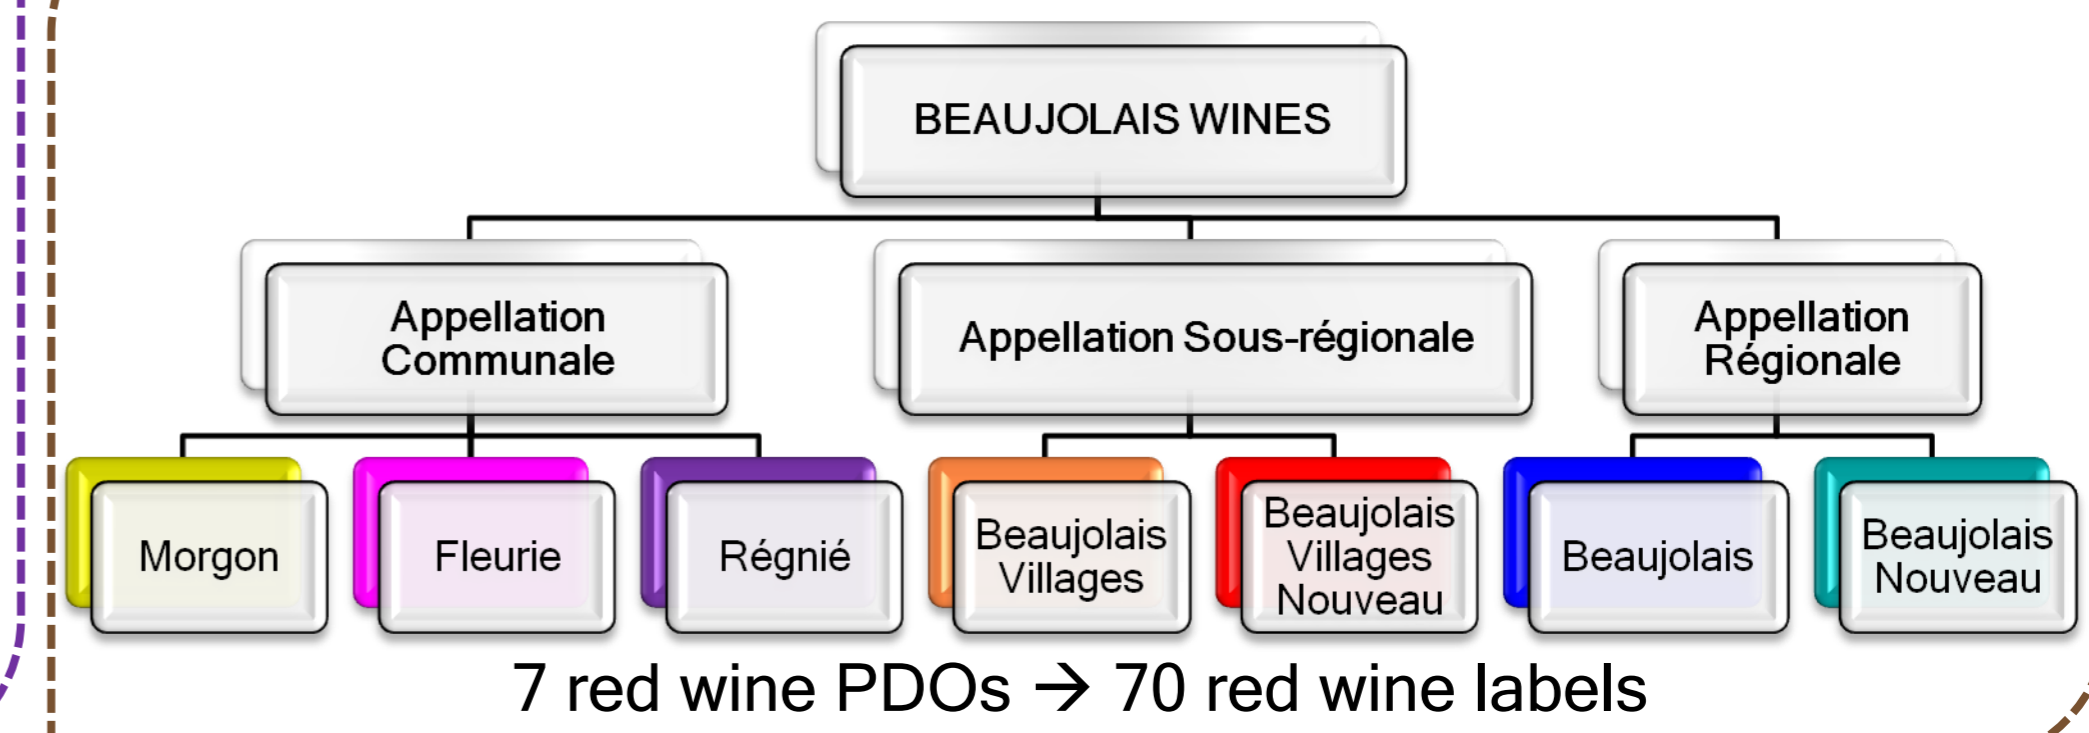 BEAUJOLAIS WINES
Appellation
Communale
Appellation Sous-régionale
Appellation
Régionale
Morgon
Fleurie
Régnié
Beaujolais
Villages
Beaujolais
Villages
Nouveau
Beaujolais
Beaujolais
Nouveau
7 red wine PDOs → 70 red wine labels